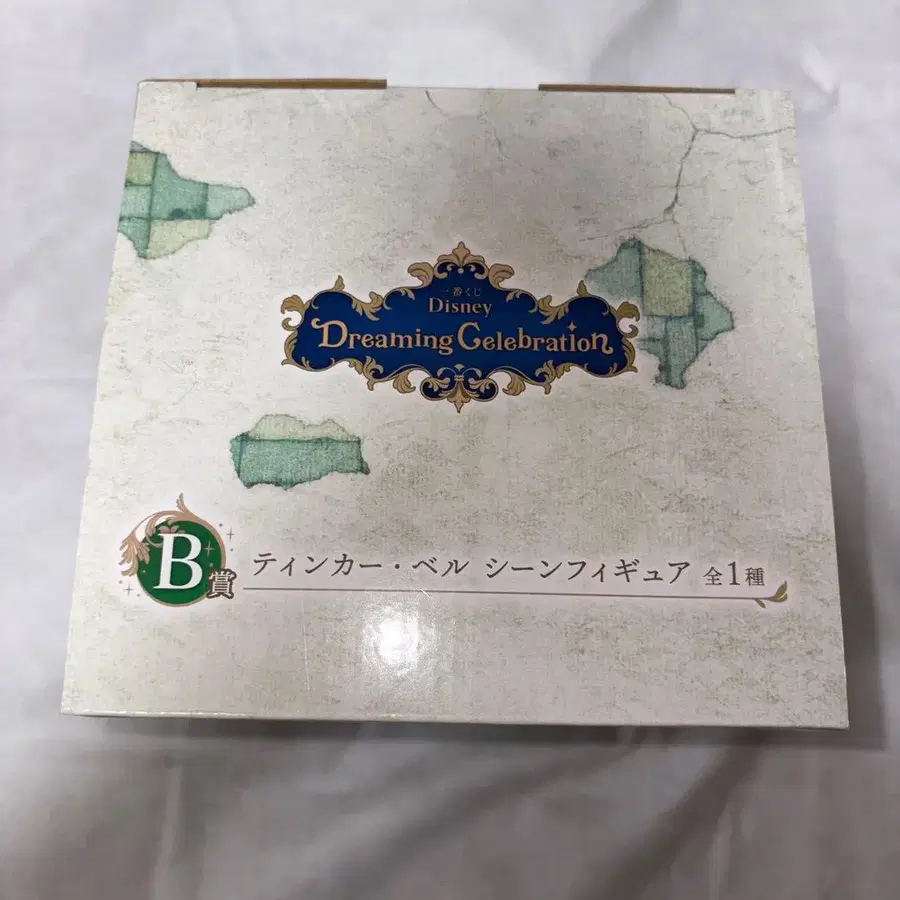 一番くじ
Disney
Dreaming Celebration
B賞 ティンカー・ベル シーンフィギュア 全1種